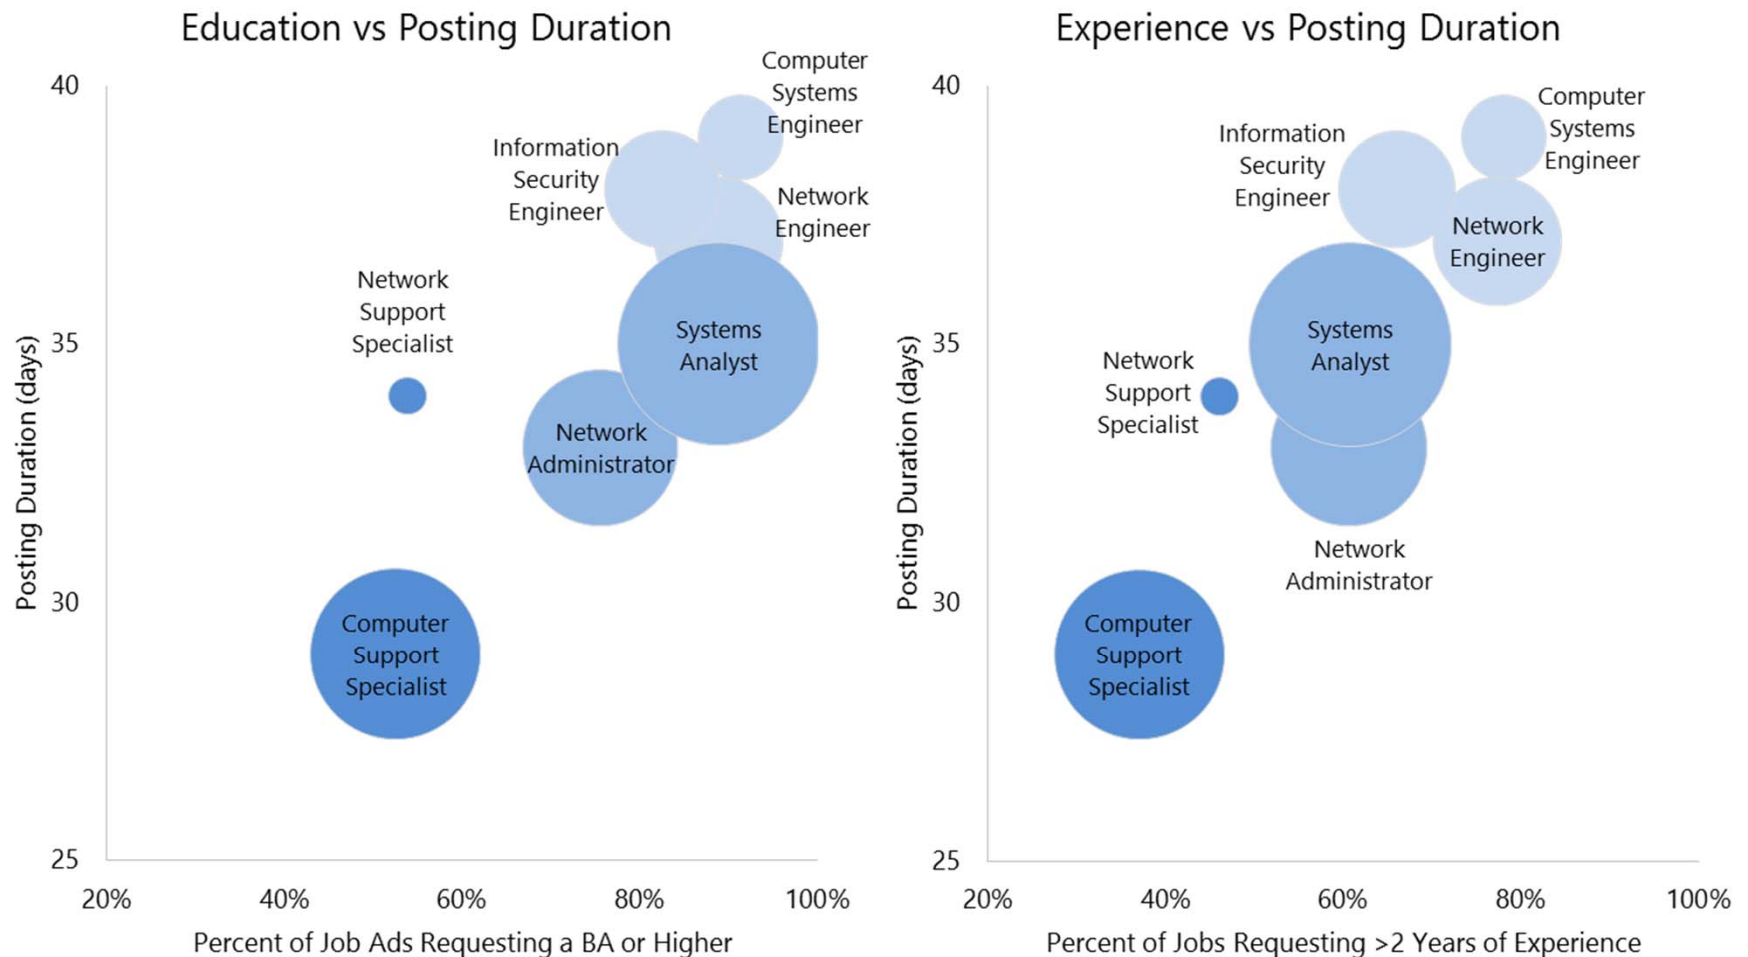 Education vs Posting Duration
40
35
30
25
Posting Duration (days)
Computer
Systems
Engineer
Information
Security
Engineer
Network
Engineer
Network
Support
Specialist
Systems
Analyst
Network
Administrator
Computer
Support
Specialist
20%
40%
60%
80%
100%
Percent of Job Ads Requesting a BA or Higher
Experience vs Posting Duration
40
35
30
25
Posting Duration (days)
Computer
Systems
Engineer
Information
Security
Engineer
Network
Engineer
Systems
Analyst
Network
Support
Specialist
Network
Administrator
Computer
Support
Specialist
20%
40%
60%
80%
100%
Percent of Jobs Requesting >2 Years of Experience